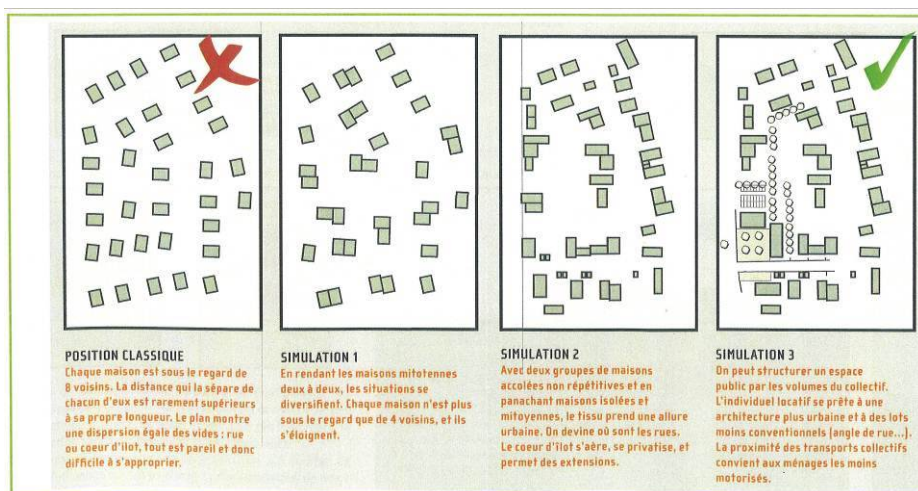 POSITION CLASSIQUE
Chaque maison est sous le regard de
8 voisins. La distance qui la sépare de
chacun d'eux est rarement supérieurs
à sa propre longueur. Le plan montre
une dispersion égale des vides : rue
ou coeur d'îlot, tout est pareil et donc
difficile à s'approprier.
SIMULATION 1
En rendant les maisons mitotennes
deux à deux, les situations se
diversifient. Chaque maison n'est plus
sous le regard que de 4 voisins, et ils
s'éloignent.
SIMULATION 2
Avec deux groupes de maisons
accolées non répétitives et en
panachant maisons isolées et
mitoyennes, le tissu prend une allure
urbaine. On devine où sont les rues.
Le coeur d'îlot s'aère, se privatise, et
permet des extensions.
SIMULATION 3
On peut structurer un espace
public par les volumes du collectif.
L'individuel locatif se prête à une
architecture plus urbaine et à des lots
moins conventionnels (angle de rue...).
La proximité des transports collectifs
convient aux ménages les moins
motorisés.